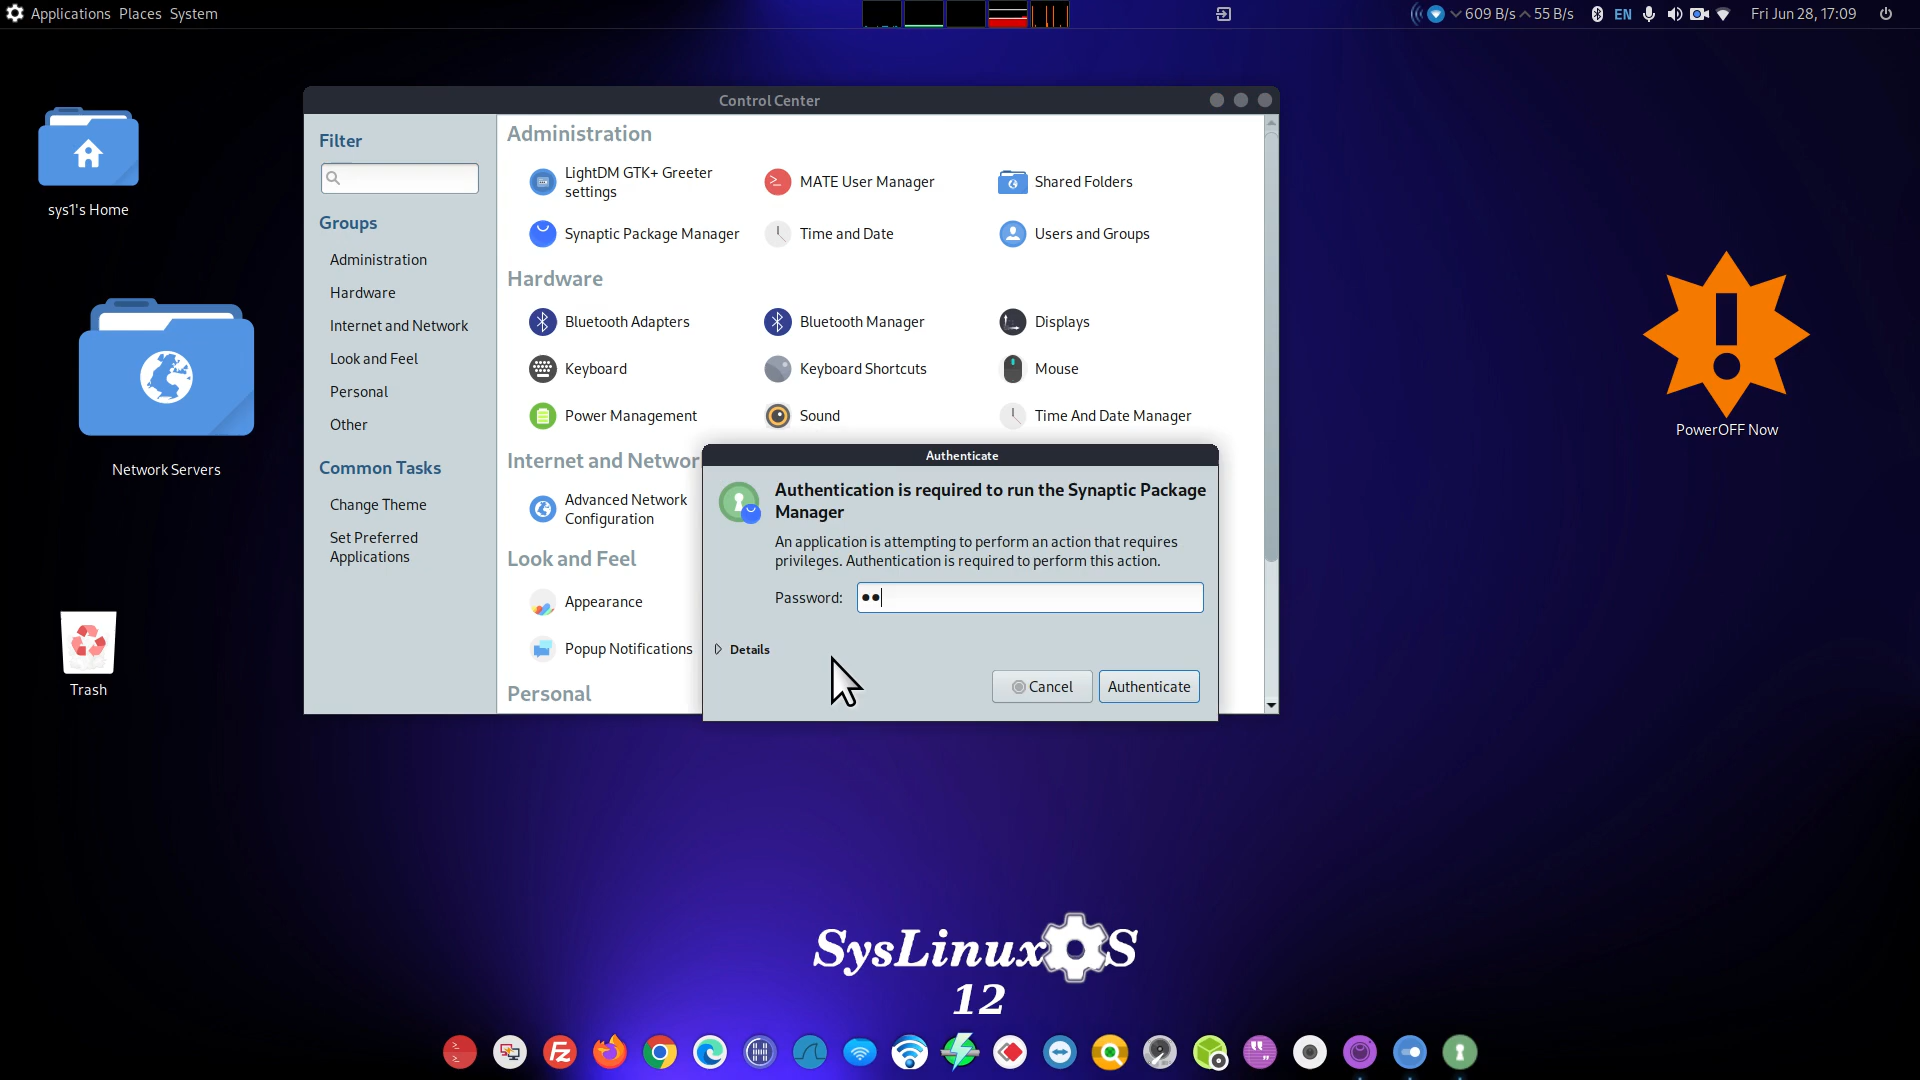 Applications Places System
609 B/s 55 B/s EN Fri Jun 28, 17:09
sys1's Home
Network Servers
Trash
Control Center
Filter
Groups
Administration
Hardware
Internet and Network
Look and Feel
Personal
Other
Common Tasks
Change Theme
Set Preferred
Applications
Administration
LightDM GTK+ Greeter
settings
MATE User Manager
Shared Folders
Synaptic Package Manager
Time and Date
Users and Groups
Hardware
Bluetooth Adapters
Bluetooth Manager
Displays
Keyboard
Keyboard Shortcuts
Mouse
Power Management
Sound
Time And Date Manager
Internet and Networ
Advanced Network
Configuration
Look and Feel
Appearance
Popup Notifications
Personal
Authenticate
Authentication is required to run the Synaptic Package
Manager
An application is attempting to perform an action that requires
privileges. Authentication is required to perform this action.
Password: ●●
Details
Cancel
Authenticate
PowerOFF Now
SysLinuxOS
12